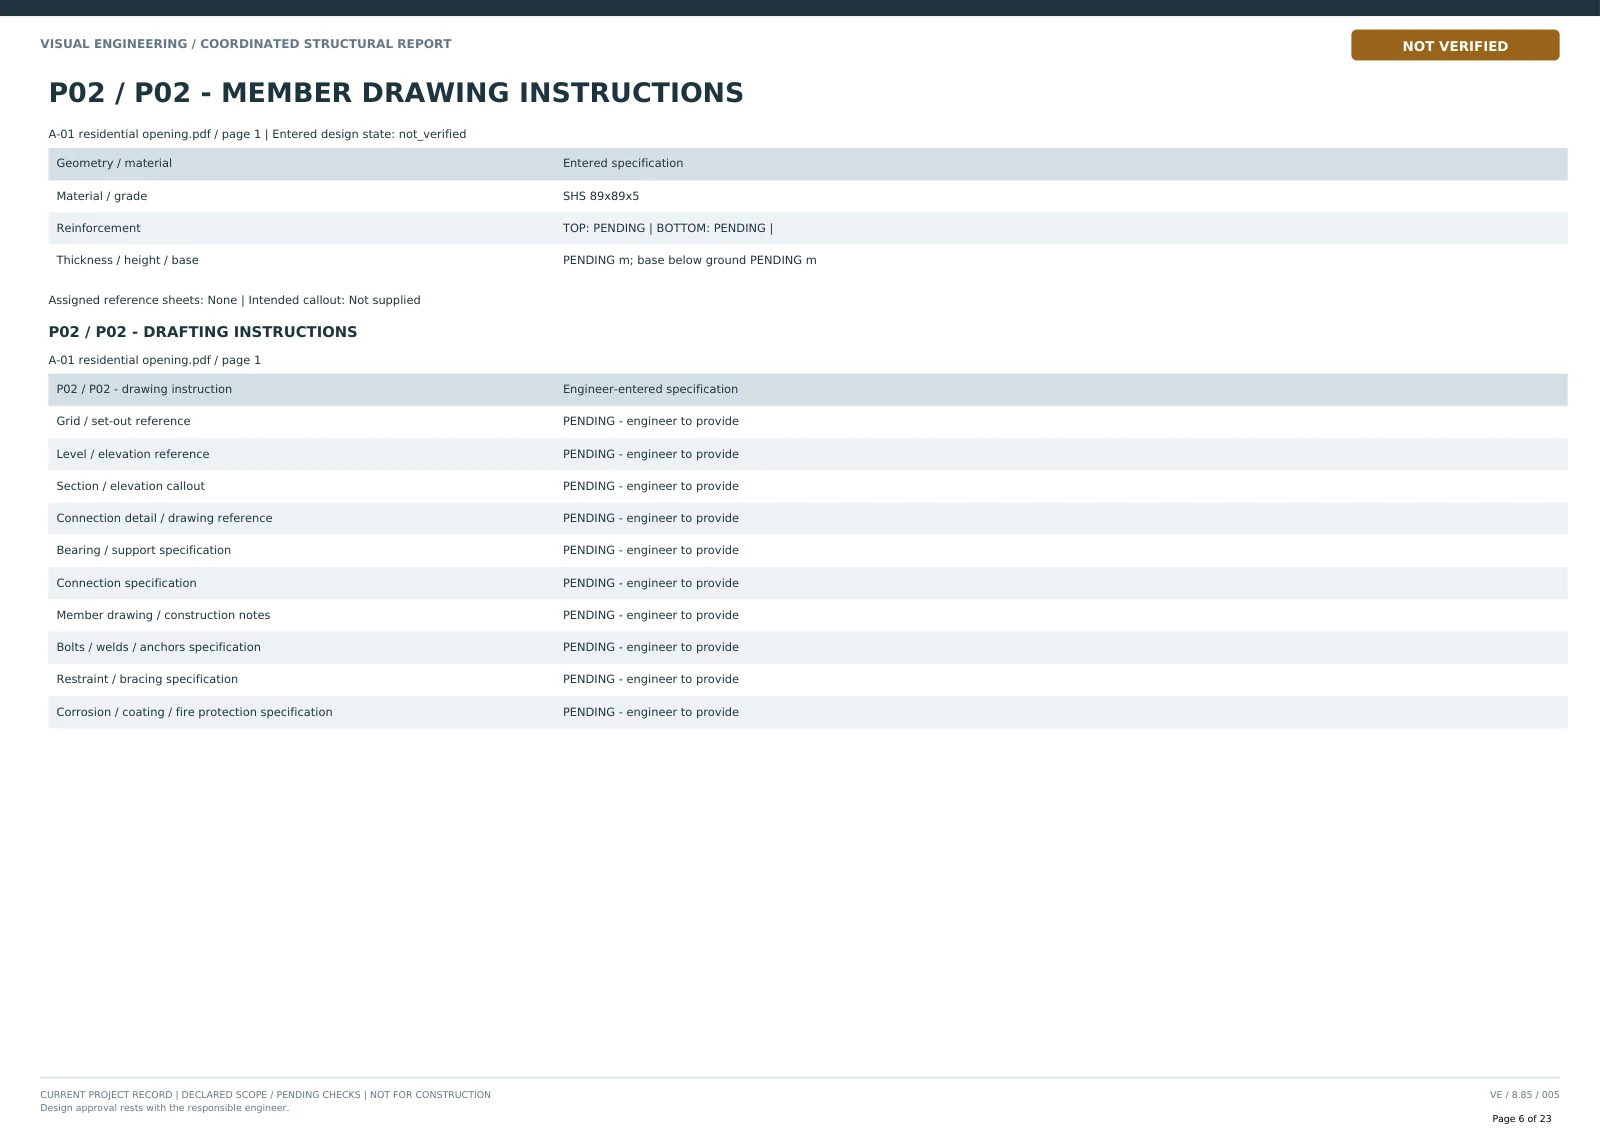 VISUAL ENGINEERING / COORDINATED STRUCTURAL REPORT
NOT VERIFIED
P02 / P02 - MEMBER DRAWING INSTRUCTIONS
A-01 residential opening.pdf / page 1 | Entered design state: not_verified
Geometry / material Entered specification
Material / grade SHS 89x89x5
Reinforcement TOP: PENDING | BOTTOM: PENDING |
Thickness / height / base PENDING m; base below ground PENDING m
Assigned reference sheets: None | Intended callout: Not supplied
P02 / P02 - DRAFTING INSTRUCTIONS
A-01 residential opening.pdf / page 1
P02 / P02 - drawing instruction Engineer-entered specification
Grid / set-out reference PENDING - engineer to provide
Level / elevation reference PENDING - engineer to provide
Section / elevation callout PENDING - engineer to provide
Connection detail / drawing reference PENDING - engineer to provide
Bearing / support specification PENDING - engineer to provide
Connection specification PENDING - engineer to provide
Member drawing / construction notes PENDING - engineer to provide
Bolts / welds / anchors specification PENDING - engineer to provide
Restraint / bracing specification PENDING - engineer to provide
Corrosion / coating / fire protection specification PENDING - engineer to provide
CURRENT PROJECT RECORD | DECLARED SCOPE / PENDING CHECKS | NOT FOR CONSTRUCTION
Design approval rests with the responsible engineer.
VE / 8.85 / 005
Page 6 of 23